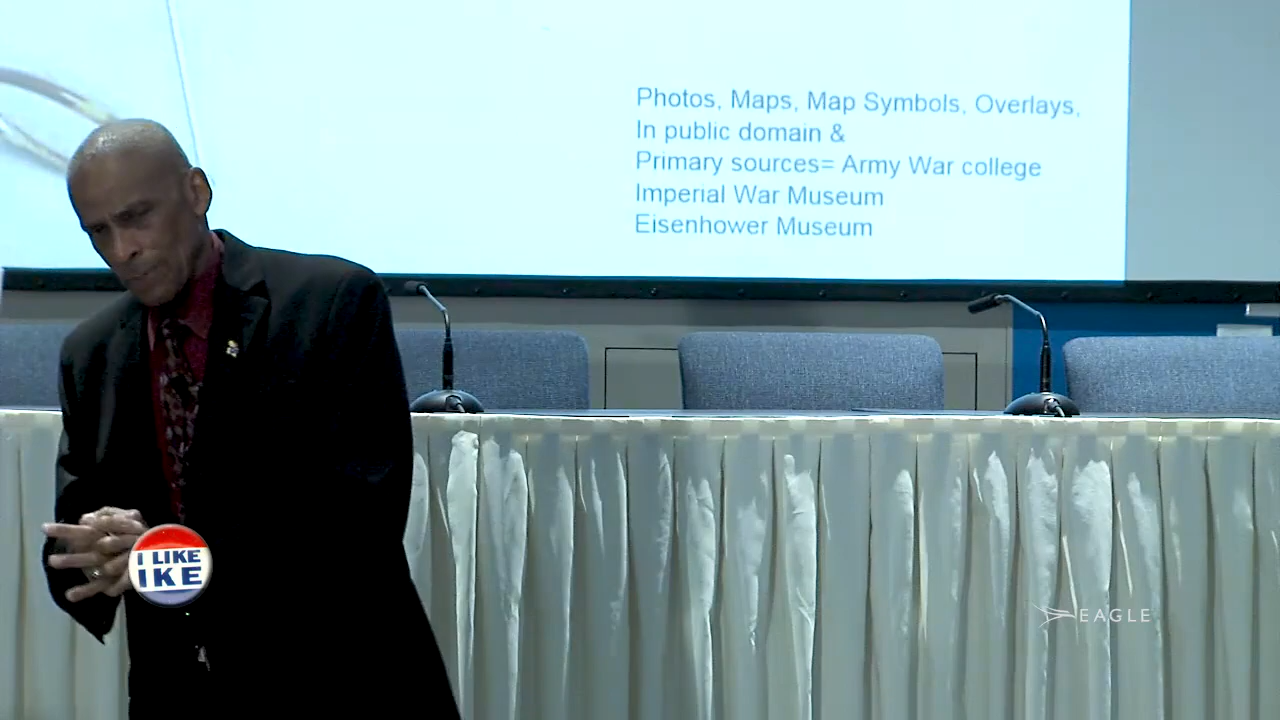 Photos, Maps, Map Symbols, Overlays,
In public domain &
Primary sources= Army War college
Imperial War Museum
Eisenhower Museum
I LIKE
IKE
EAGLE